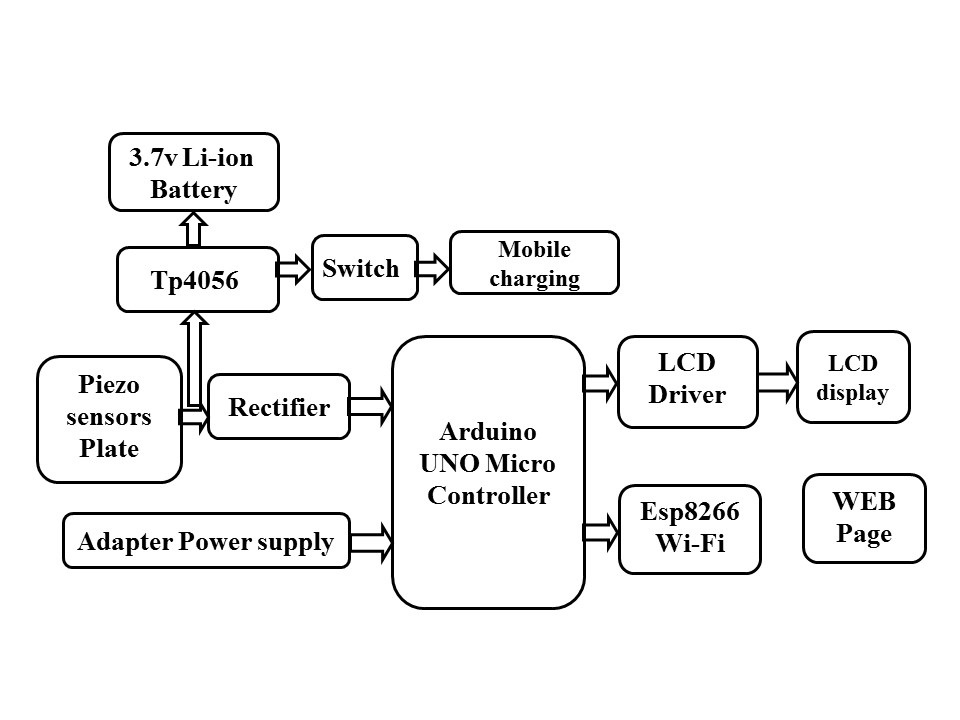 3.7v Li-ion
Battery
Tp4056
Switch
Mobile
charging
Piezo
sensors
Plate
Rectifier
Adapter Power supply
Arduino
UNO Micro
Controller
LCD
Driver
LCD
display
Esp8266
Wi-Fi
WEB
Page